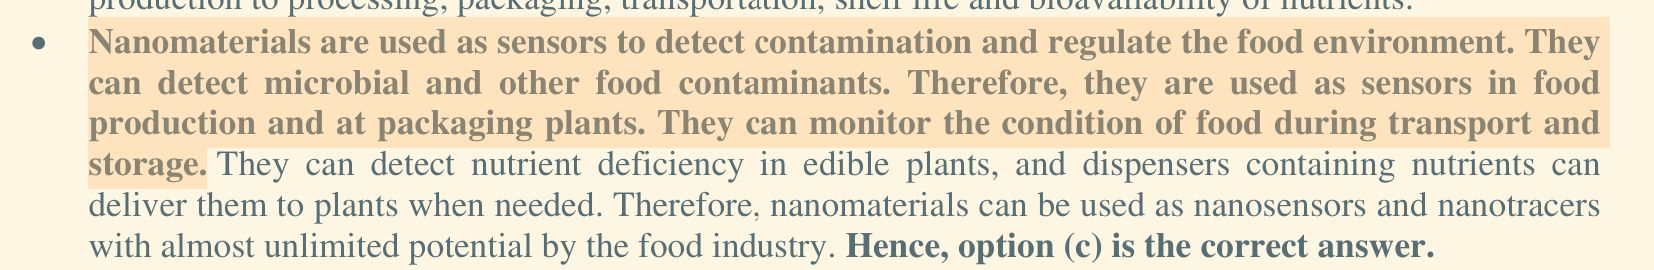 production to processing, packaging, transportation, shelf life and bioavailability of nutrients.
• Nanomaterials are used as sensors to detect contamination and regulate the food environment. They
can detect microbial and other food contaminants. Therefore, they are used as sensors in food
production and at packaging plants. They can monitor the condition of food during transport and
storage. They can detect nutrient deficiency in edible plants, and dispensers containing nutrients can
deliver them to plants when needed. Therefore, nanomaterials can be used as nanosensors and nanotracers
with almost unlimited potential by the food industry. Hence, option (c) is the correct answer.